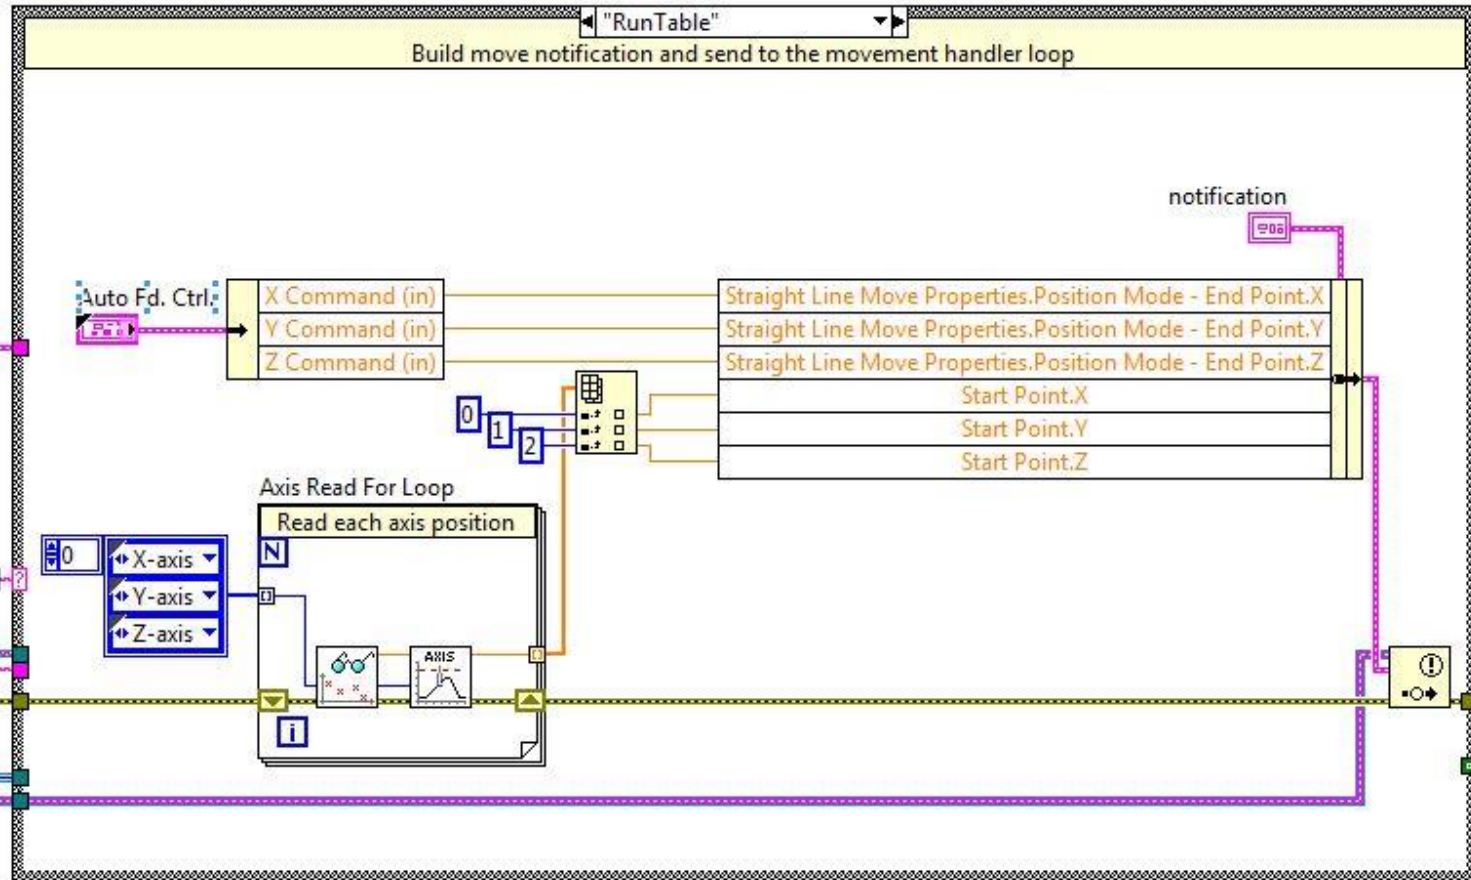 "RunTable"
Build move notification and send to the movement handler loop
notification
Auto Fd. Ctrl.
X Command (in)
Y Command (in)
Z Command (in)
Straight Line Move Properties.Position Mode - End Point.X
Straight Line Move Properties.Position Mode - End Point.Y
Straight Line Move Properties.Position Mode - End Point.Z
Start Point.X
Start Point.Y
Start Point.Z
0
1
2
Axis Read For Loop
Read each axis position
N
0
X-axis
Y-axis
Z-axis
AXIS
i
?